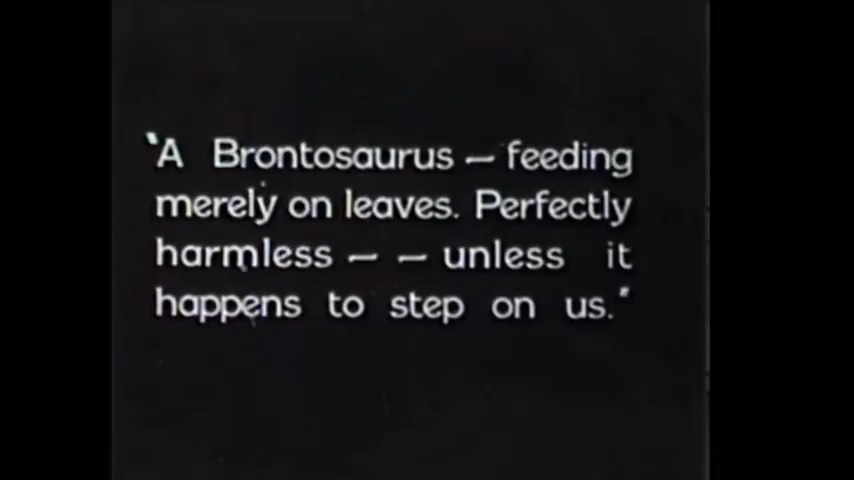 "A Brontosaurus — feeding
merely on leaves. Perfectly
harmless — — unless it
happens to step on us."